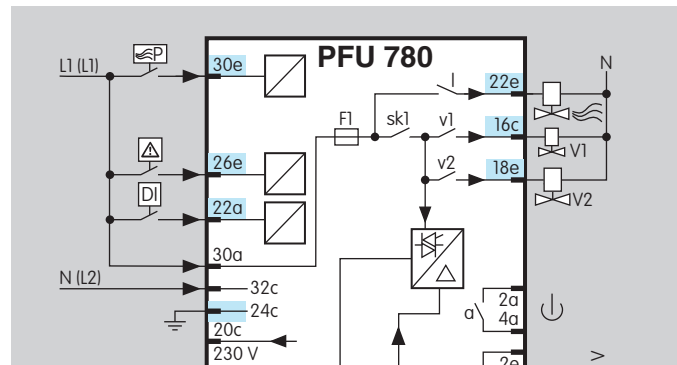 PFU 780
L1 (L1)
P
30e
I
22e
N
F1
sk1
v1
16c
V1
26e
v2
18e
V2
DI
22a
30a
N (L2)
32c
24c
20c
230 V
a
2a
4a
2e
>